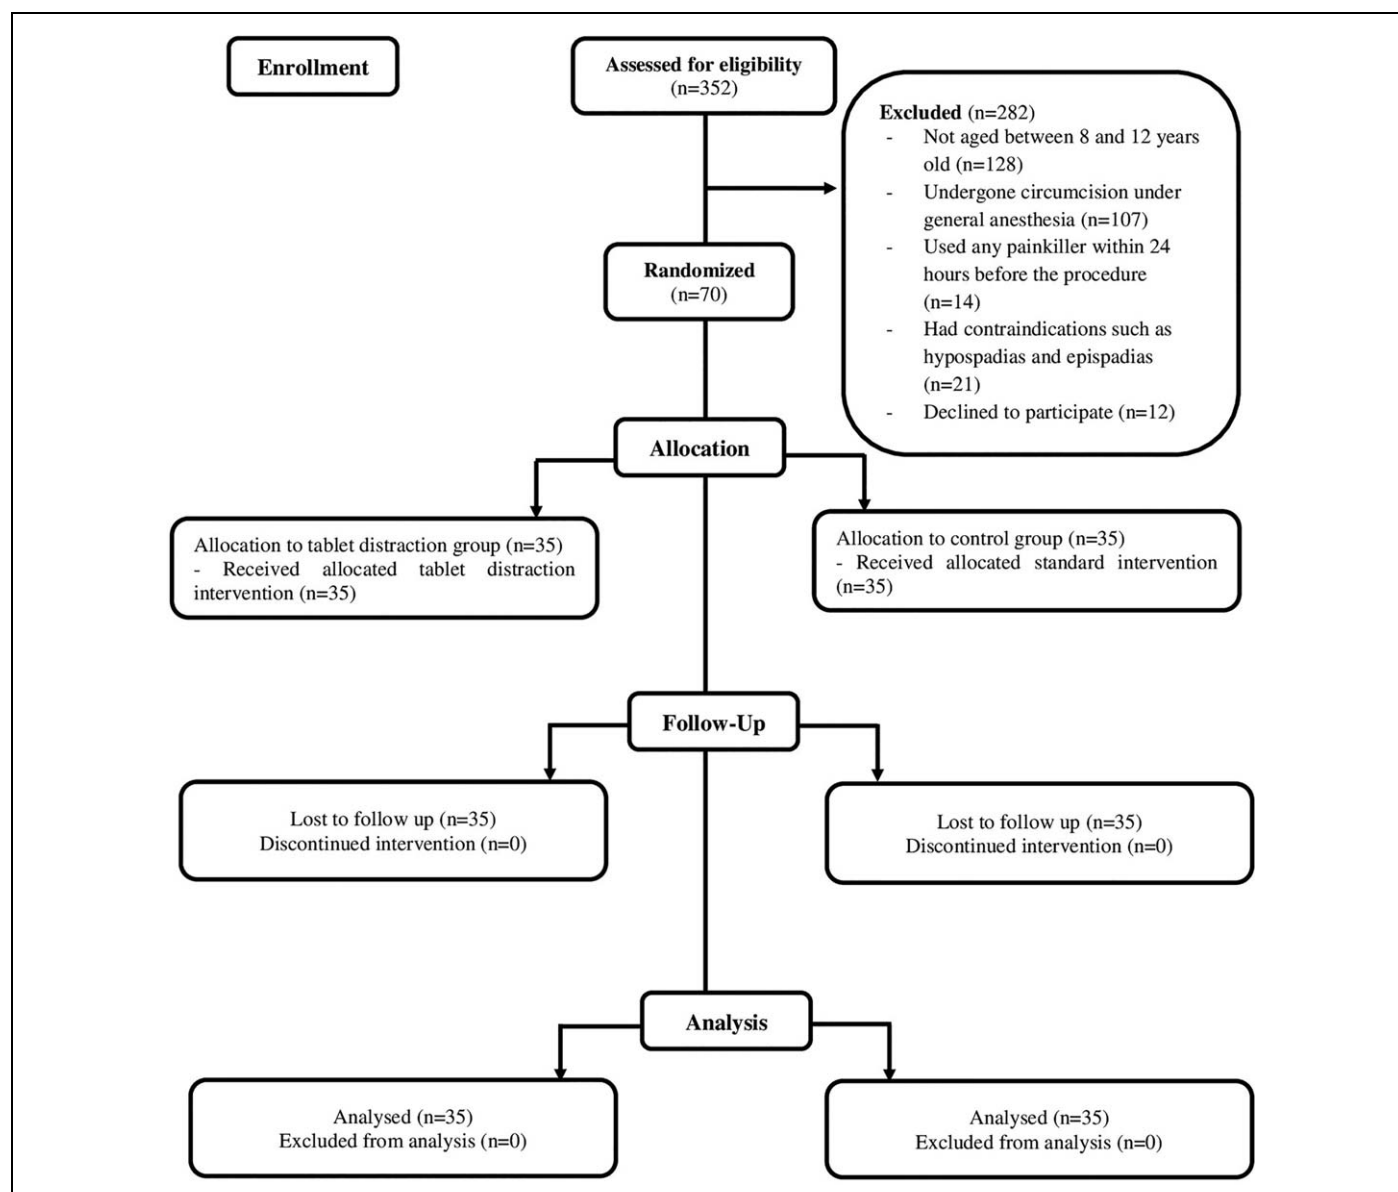 Enrollment
Assessed for eligibility
(n=352)
Excluded (n=282)
- Not aged between 8 and 12 years
old (n=128)
- Undergone circumcision under
general anesthesia (n=107)
- Used any painkiller within 24
hours before the procedure
(n=14)
- Had contraindications such as
hypospadias and epispadias
(n=21)
- Declined to participate (n=12)
Randomized
(n=70)
Allocation
Allocation to tablet distraction group (n=35)
- Received allocated tablet distraction
intervention (n=35)
Allocation to control group (n=35)
- Received allocated standard intervention
(n=35)
Follow-Up
Lost to follow up (n=35)
Discontinued intervention (n=0)
Lost to follow up (n=35)
Discontinued intervention (n=0)
Analysis
Analysed (n=35)
Excluded from analysis (n=0)
Analysed (n=35)
Excluded from analysis (n=0)